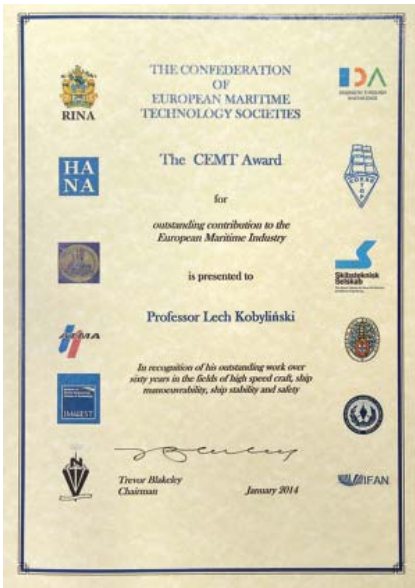 RINA
THE CONFEDERATION
OF
EUROPEAN MARITIME
TECHNOLOGY SOCIETIES
IDA
HA
NA
The CEMT Award
for
outstanding contribution to the
European Maritime Industry
is presented to
Skibsteknisk
Selskab
Professor Lech Kobyliński
In recognition of his outstanding work over
sixty years in the fields of high speed craft, ship
manoeuvrability, ship stability and safety
IMarEST
Trevor Blakeley
Chairman
January 2014
IFAN